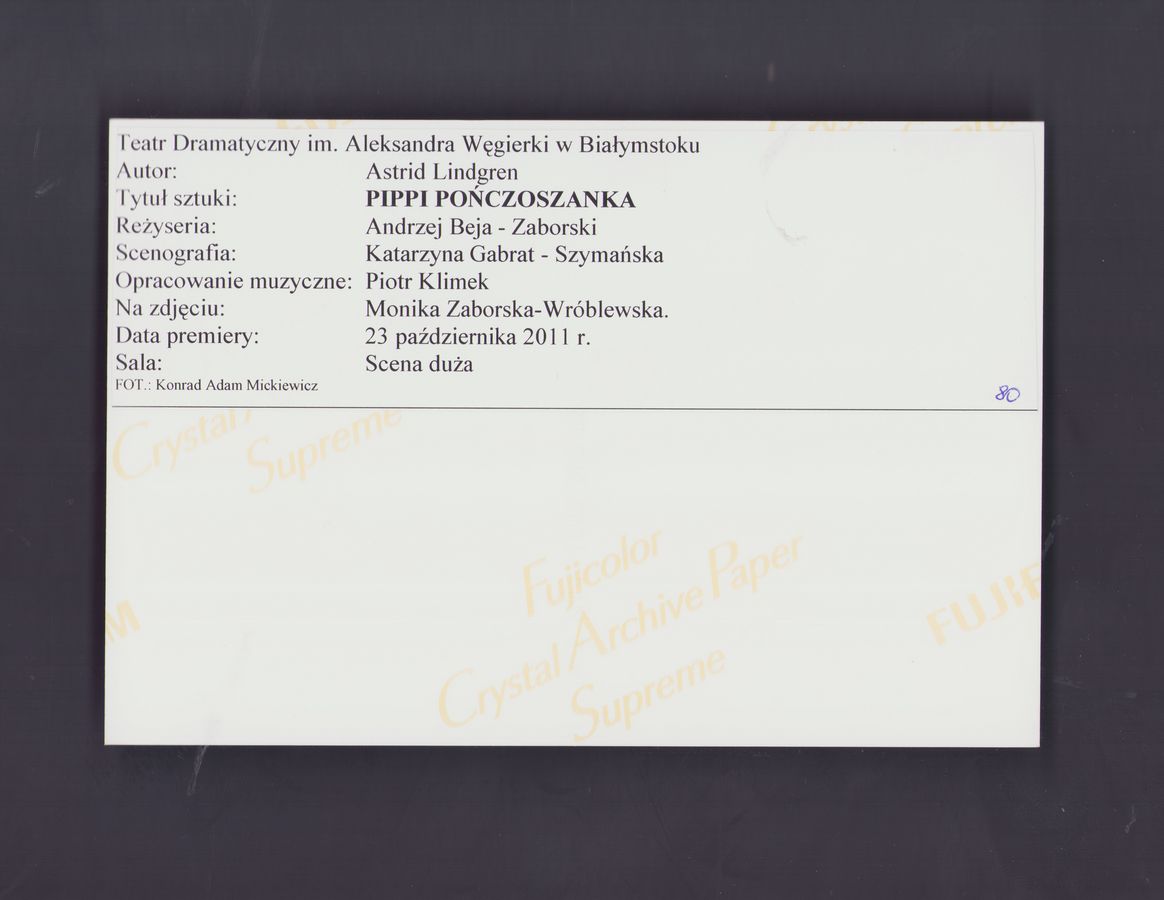 Teatr Dramatyczny im. Aleksandra Węgierki w Białymstoku
Autor: Astrid Lindgren
Tytuł sztuki: PIPPI POŃCZOSZANKA
Reżyseria: Andrzej Beja - Zaborski
Scenografia: Katarzyna Gabrat - Szymańska
Opracowanie muzyczne: Piotr Klimek
Na zdjęciu: Monika Zaborska-Wróblewska.
Data premiery: 23 października 2011 r.
Sala: Scena duża
FOT.: Konrad Adam Mickiewicz
80
Crystal
Supreme
Fujicolor
Crystal Archive Paper
Supreme